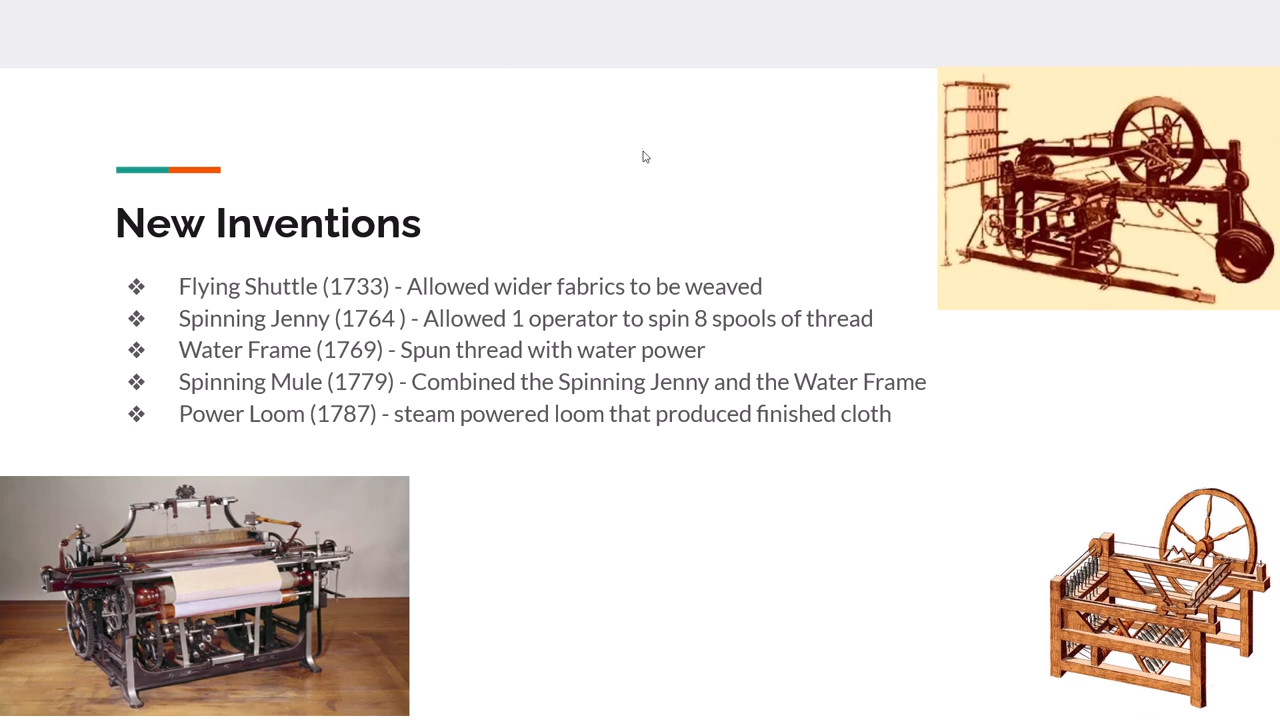 New Inventions
❖ Flying Shuttle (1733) - Allowed wider fabrics to be weaved
❖ Spinning Jenny (1764 ) - Allowed 1 operator to spin 8 spools of thread
❖ Water Frame (1769) - Spun thread with water power
❖ Spinning Mule (1779) - Combined the Spinning Jenny and the Water Frame
❖ Power Loom (1787) - steam powered loom that produced finished cloth